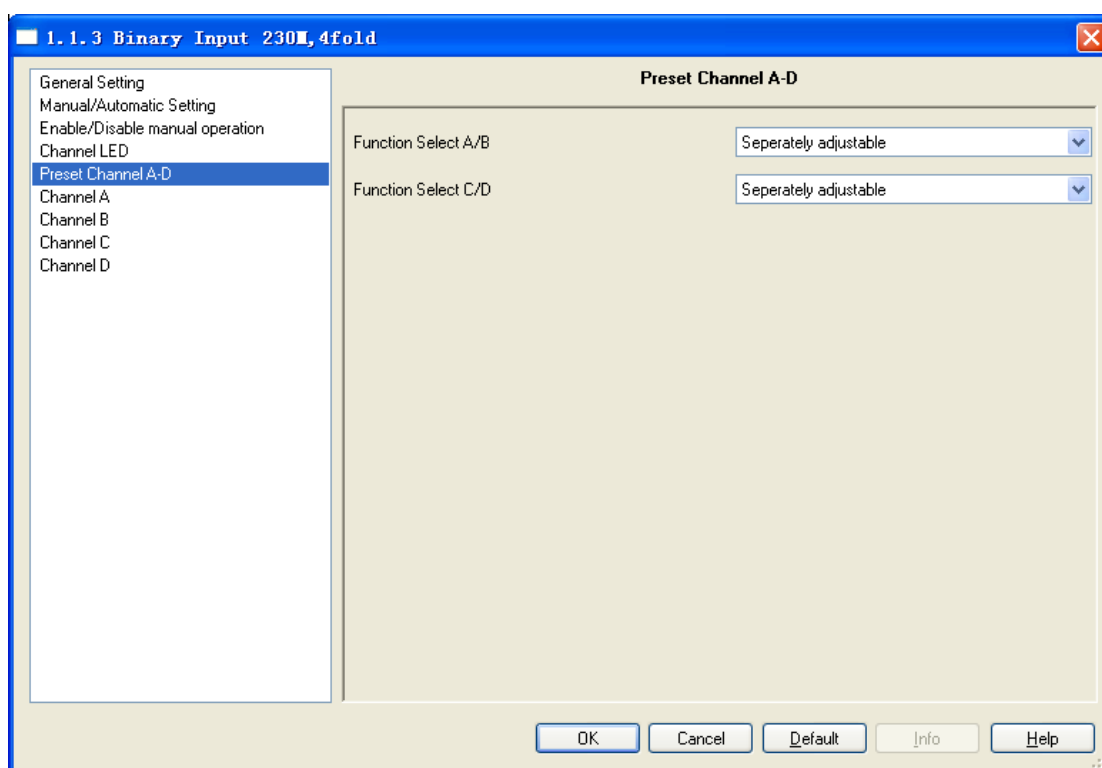 1.1.3 Binary Input 230M,4fold
General Setting
Manual/Automatic Setting
Enable/Disable manual operation
Channel LED
Preset Channel A-D
Channel A
Channel B
Channel C
Channel D
Preset Channel A-D
Function Select A/B
Seperately adjustable
Function Select C/D
Seperately adjustable
OK
Cancel
Default
Info
Help